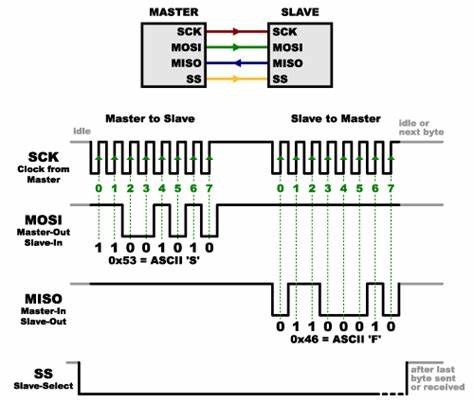 MASTER SLAVE
SCK SCK
MOSI MOSI
MISO MISO
SS SS
Master to Slave Slave to Master
idle idle or
next byte
SCK
Clock from
Master
0 1 2 3 4 5 6 7 0 1 2 3 4 5 6 7
MOSI
Master-Out
Slave-In
1 1 0 0 1 0 1 0
0x53 = ASCII 'S'
MISO
Master-In
Slave-Out
0 1 1 0 0 0 1 0
0x46 = ASCII 'F'
SS
Slave-Select
after last
byte sent
or received